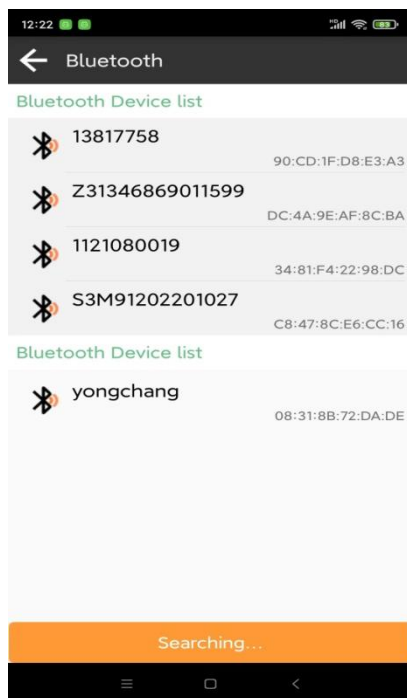 12:22
83
Bluetooth
Bluetooth Device list
13817758
90:CD:1F:D8:E3:A3
Z31346869011599
DC:4A:9E:AF:8C:BA
1121080019
34:81:F4:22:98:DC
S3M91202201027
C8:47:8C:E6:CC:16
Bluetooth Device list
yongchang
08:31:8B:72:DA:DE
Searching...